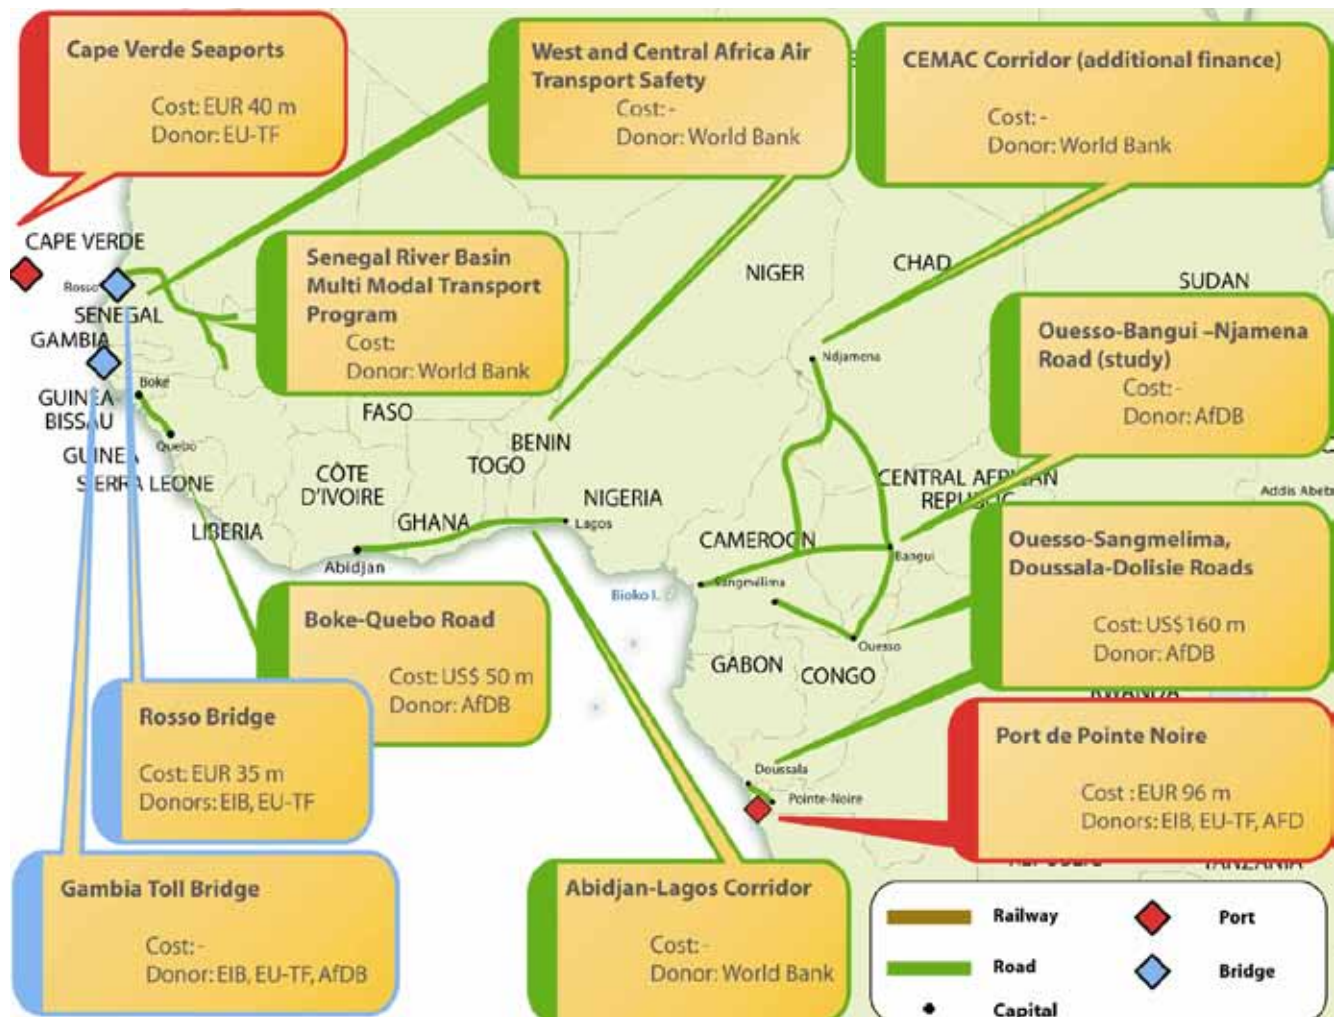 Cape Verde Seaports
Cost: EUR 40 m
Donor: EU-TF
West and Central Africa Air
Transport Safety
Cost: -
Donor: World Bank
CEMAC Corridor (additional finance)
Cost: -
Donor: World Bank
CAPE VERDE
Rosso
SENEGAL
GAMBIA
Senegal River Basin
Multi Modal Transport
Program
Cost:
Donor: World Bank
NIGER
CHAD
SUDAN
Ouesso-Bangui –Njamena
Road (study)
Cost: -
Donor: AfDB
Ndjamena
Boke
GUINEA
BISSAU
Quebo
GUINEA
SIERRA LEONE
FASO
BENIN
TOGO
CÔTE
D'IVOIRE
GHANA
NIGERIA
Lagos
LIBERIA
Abidjan
CENTRAL AFRICAN
REPUBLIC
Addis Abeba
CAMEROON
Bangui
Sangmélima
Bioko I.
Ouesso
GABON
CONGO
Ouesso-Sangmelima,
Doussala-Dolisie Roads
Cost: US$160 m
Donor: AfDB
RWANDA
Boke-Quebo Road
Cost: US$ 50 m
Donor: AfDB
Rosso Bridge
Cost: EUR 35 m
Donors: EIB, EU-TF
Doussala
Pointe-Noire
Port de Pointe Noire
Cost : EUR 96 m
Donors: EIB, EU-TF, AFD
TANZANIA
Gambia Toll Bridge
Cost: -
Donor: EIB, EU-TF, AfDB
Abidjan-Lagos Corridor
Cost: -
Donor: World Bank
Railway
Port
Road
Bridge
Capital